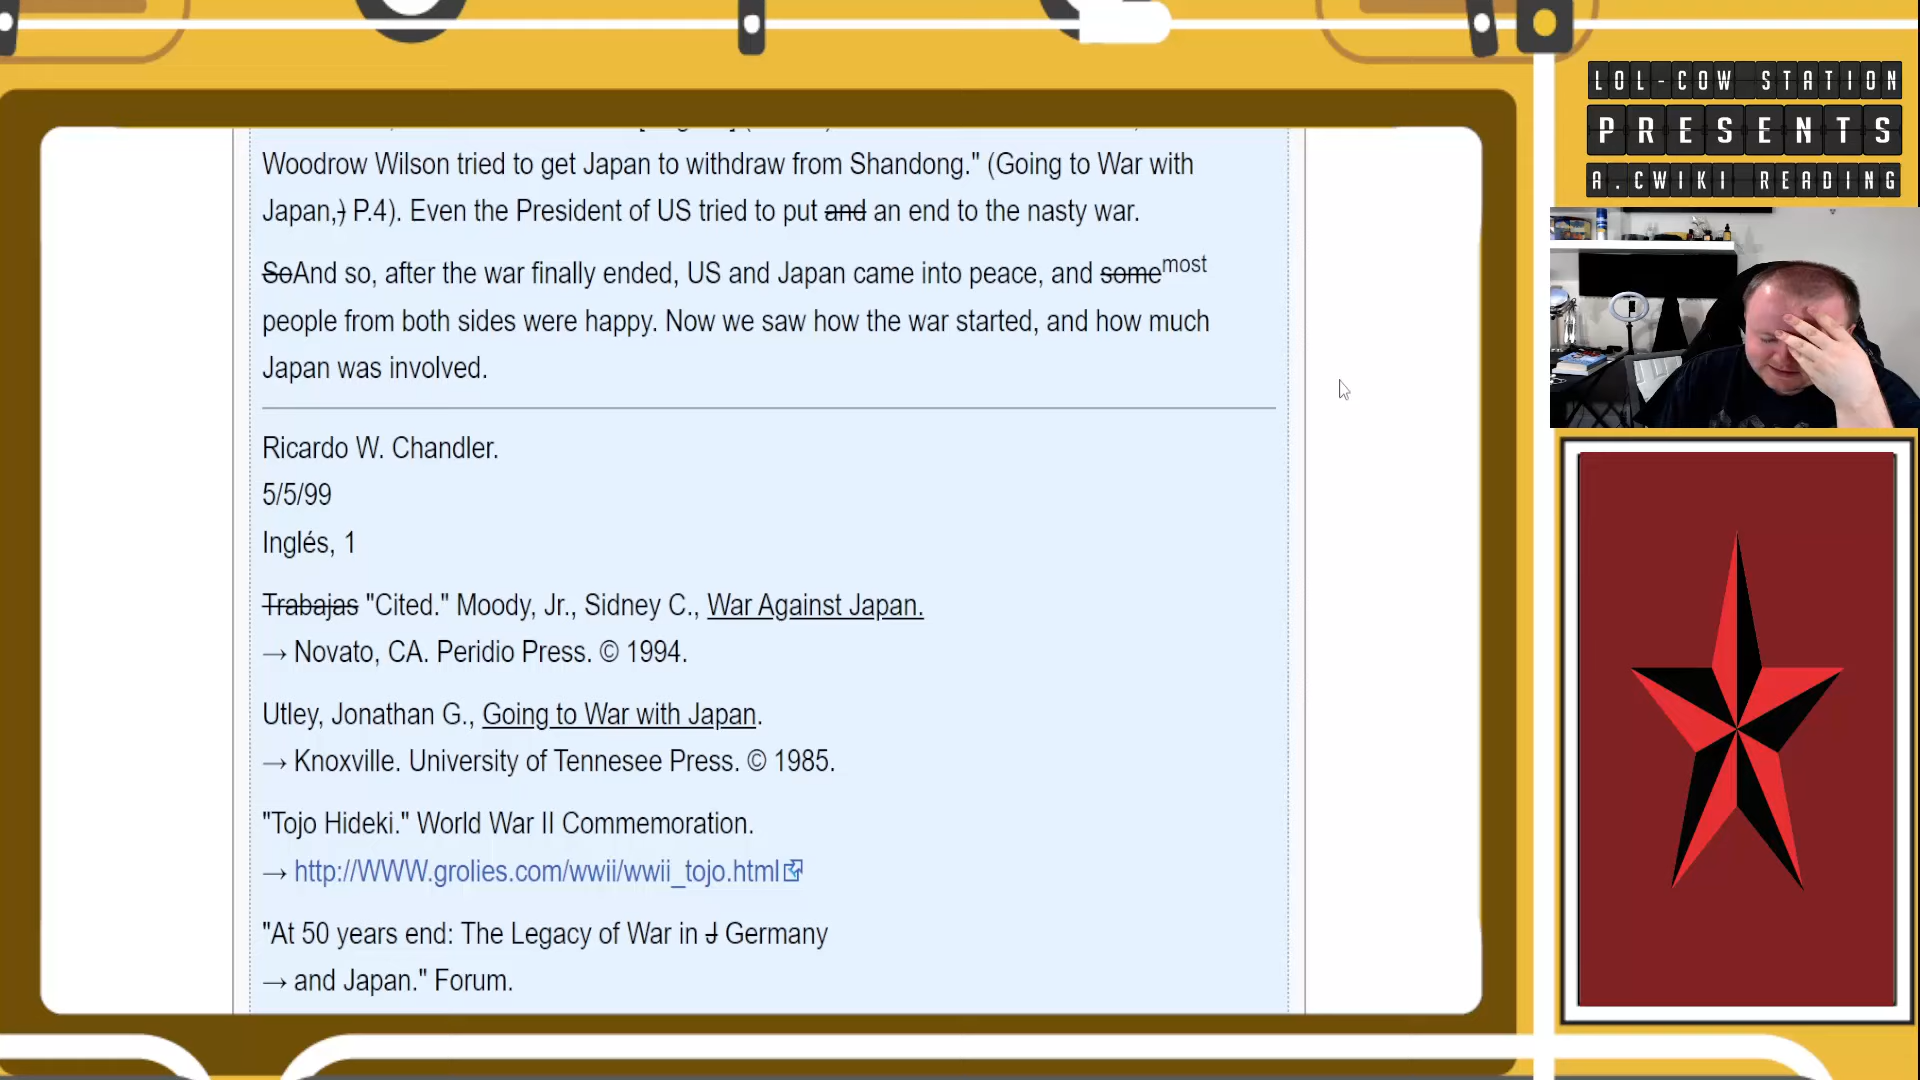 Woodrow Wilson tried to get Japan to withdraw from Shandong." (Going to War with
Japan,) P.4). Even the President of US tried to put and an end to the nasty war.
SoAnd so, after the war finally ended, US and Japan came into peace, and somemost
people from both sides were happy. Now we saw how the war started, and how much
Japan was involved.
Ricardo W. Chandler.
5/5/99
Inglés, 1
Trabajas "Cited." Moody, Jr., Sidney C., War Against Japan.
→ Novato, CA. Peridio Press. © 1994.
Utley, Jonathan G., Going to War with Japan.
→ Knoxville. University of Tennesee Press. © 1985.
"Tojo Hideki." World War II Commemoration.
→ http://WWW.grolies.com/wwii/wwii_tojo.html
"At 50 years end: The Legacy of War in J Germany
→ and Japan." Forum.
LOL-COW STATION
PRESENTS
A.CWIKI READING